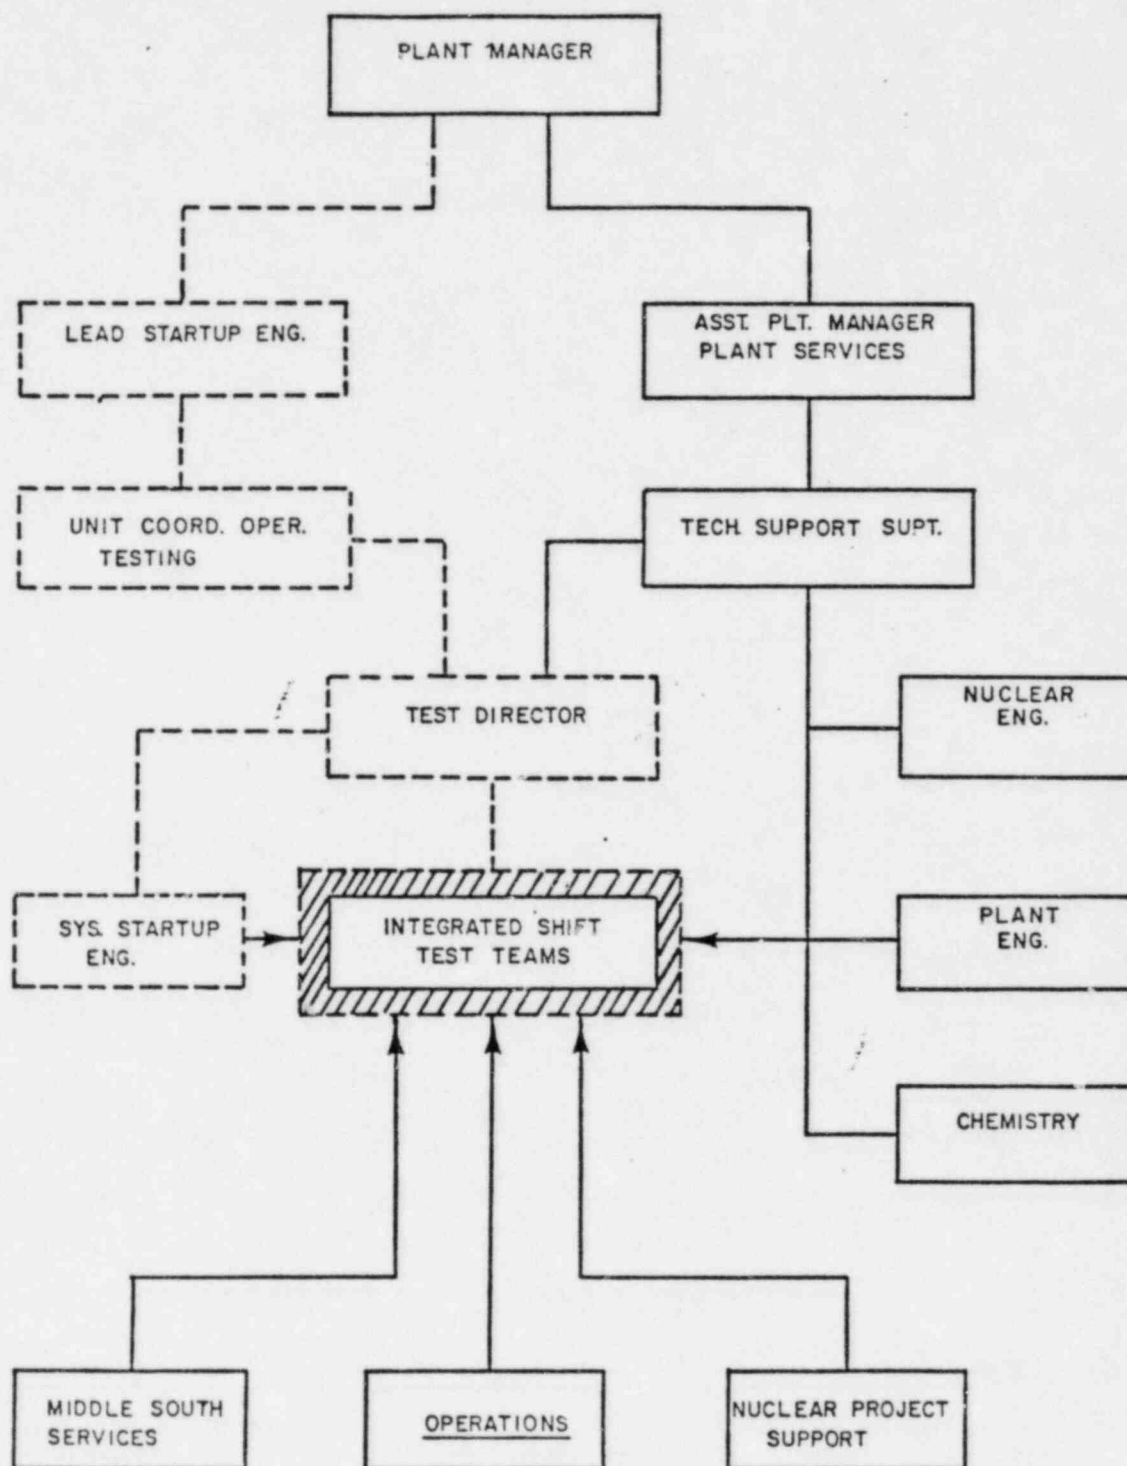 PLANT MANAGER
LEAD STARTUP ENG.
ASST. PLT. MANAGER
PLANT SERVICES
UNIT COORD. OPER.
TESTING
TECH. SUPPORT SUPT.
TEST DIRECTOR
NUCLEAR
ENG.
SYS. STARTUP
ENG.
INTEGRATED SHIFT
TEST TEAMS
PLANT
ENG.
CHEMISTRY
MIDDLE SOUTH
SERVICES
OPERATIONS
NUCLEAR PROJECT
SUPPORT